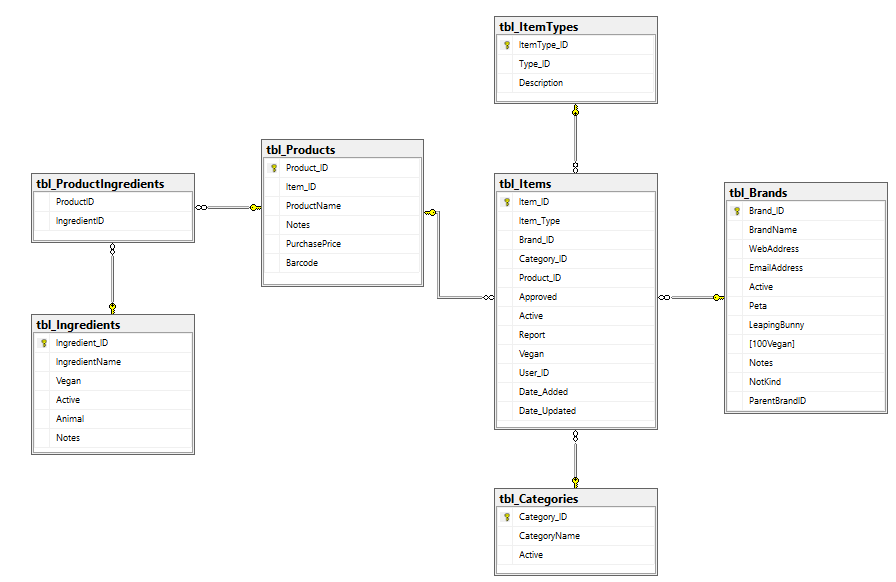 tbl_ItemTypes
ItemType_ID
Type_ID
Description
tbl_Products
Product_ID
Item_ID
ProductName
Notes
PurchasePrice
Barcode
tbl_ProductIngredients
ProductID
IngredientID
tbl_Items
Item_ID
Item_Type
Brand_ID
Category_ID
Product_ID
Approved
Active
Report
Vegan
User_ID
Date_Added
Date_Updated
tbl_Brands
Brand_ID
BrandName
WebAddress
EmailAddress
Active
Peta
LeapingBunny
[100Vegan]
Notes
NotKind
ParentBrandID
tbl_Ingredients
Ingredient_ID
IngredientName
Vegan
Active
Animal
Notes
tbl_Categories
Category_ID
CategoryName
Active